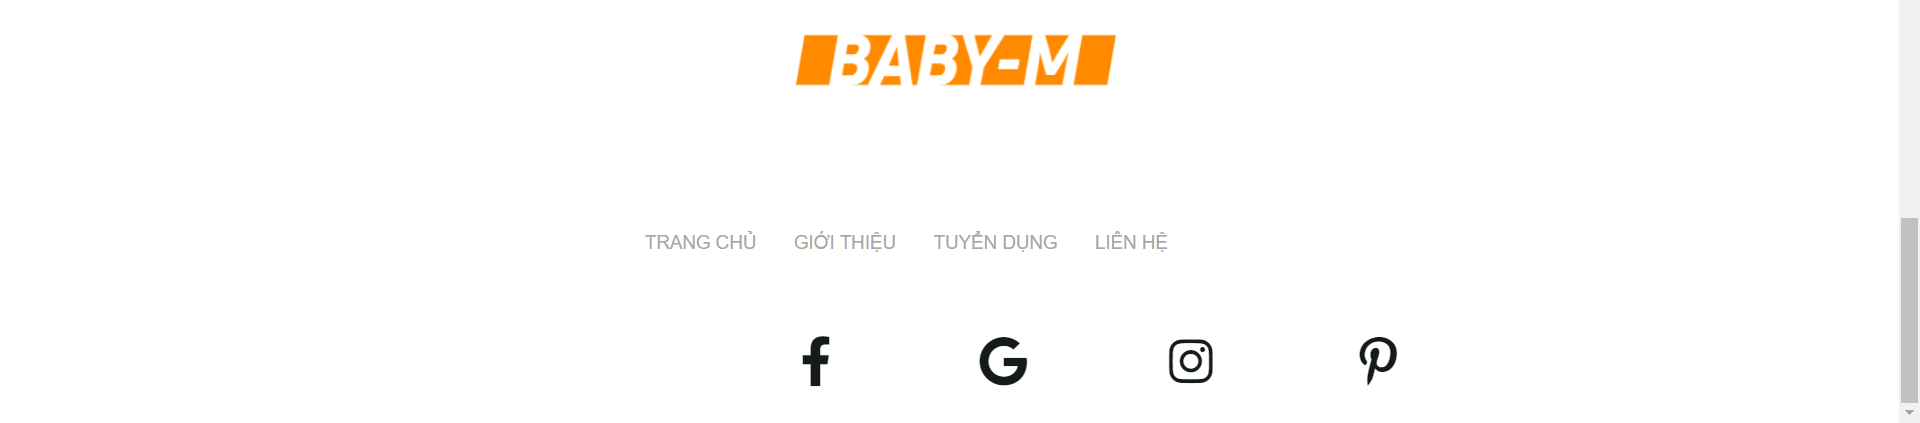 BABY-M
TRANG CHỦ GIỚI THIỆU TUYỂN DỤNG LIÊN HỆ